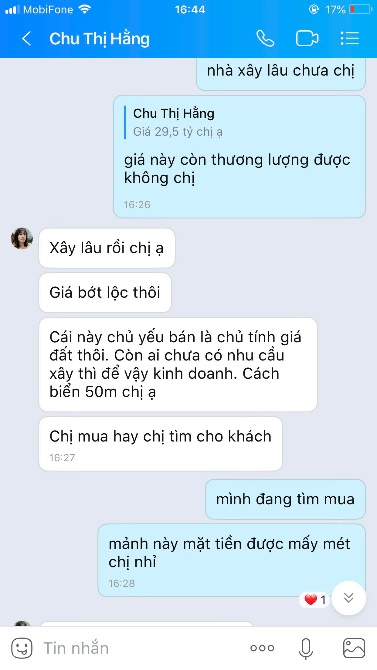 MobiFone 16:44 17%
Chu Thị Hằng
nhà xây lâu chưa chị
Chu Thị Hằng
Giá 29,5 tỷ chị ạ
giá này còn thương lượng được
không chị
16:26
Xây lâu rồi chị ạ
Giá bớt lộc thôi
Cái này chủ yếu bán là chủ tính giá
đất thôi. Còn ai chưa có nhu cầu
xây thì để vậy kinh doanh. Cách
biển 50m chị ạ
Chị mua hay chị tìm cho khách
16:27
mình đang tìm mua
mảnh này mặt tiền được mấy mét
chị nhỉ
16:28
1
Tin nhắn